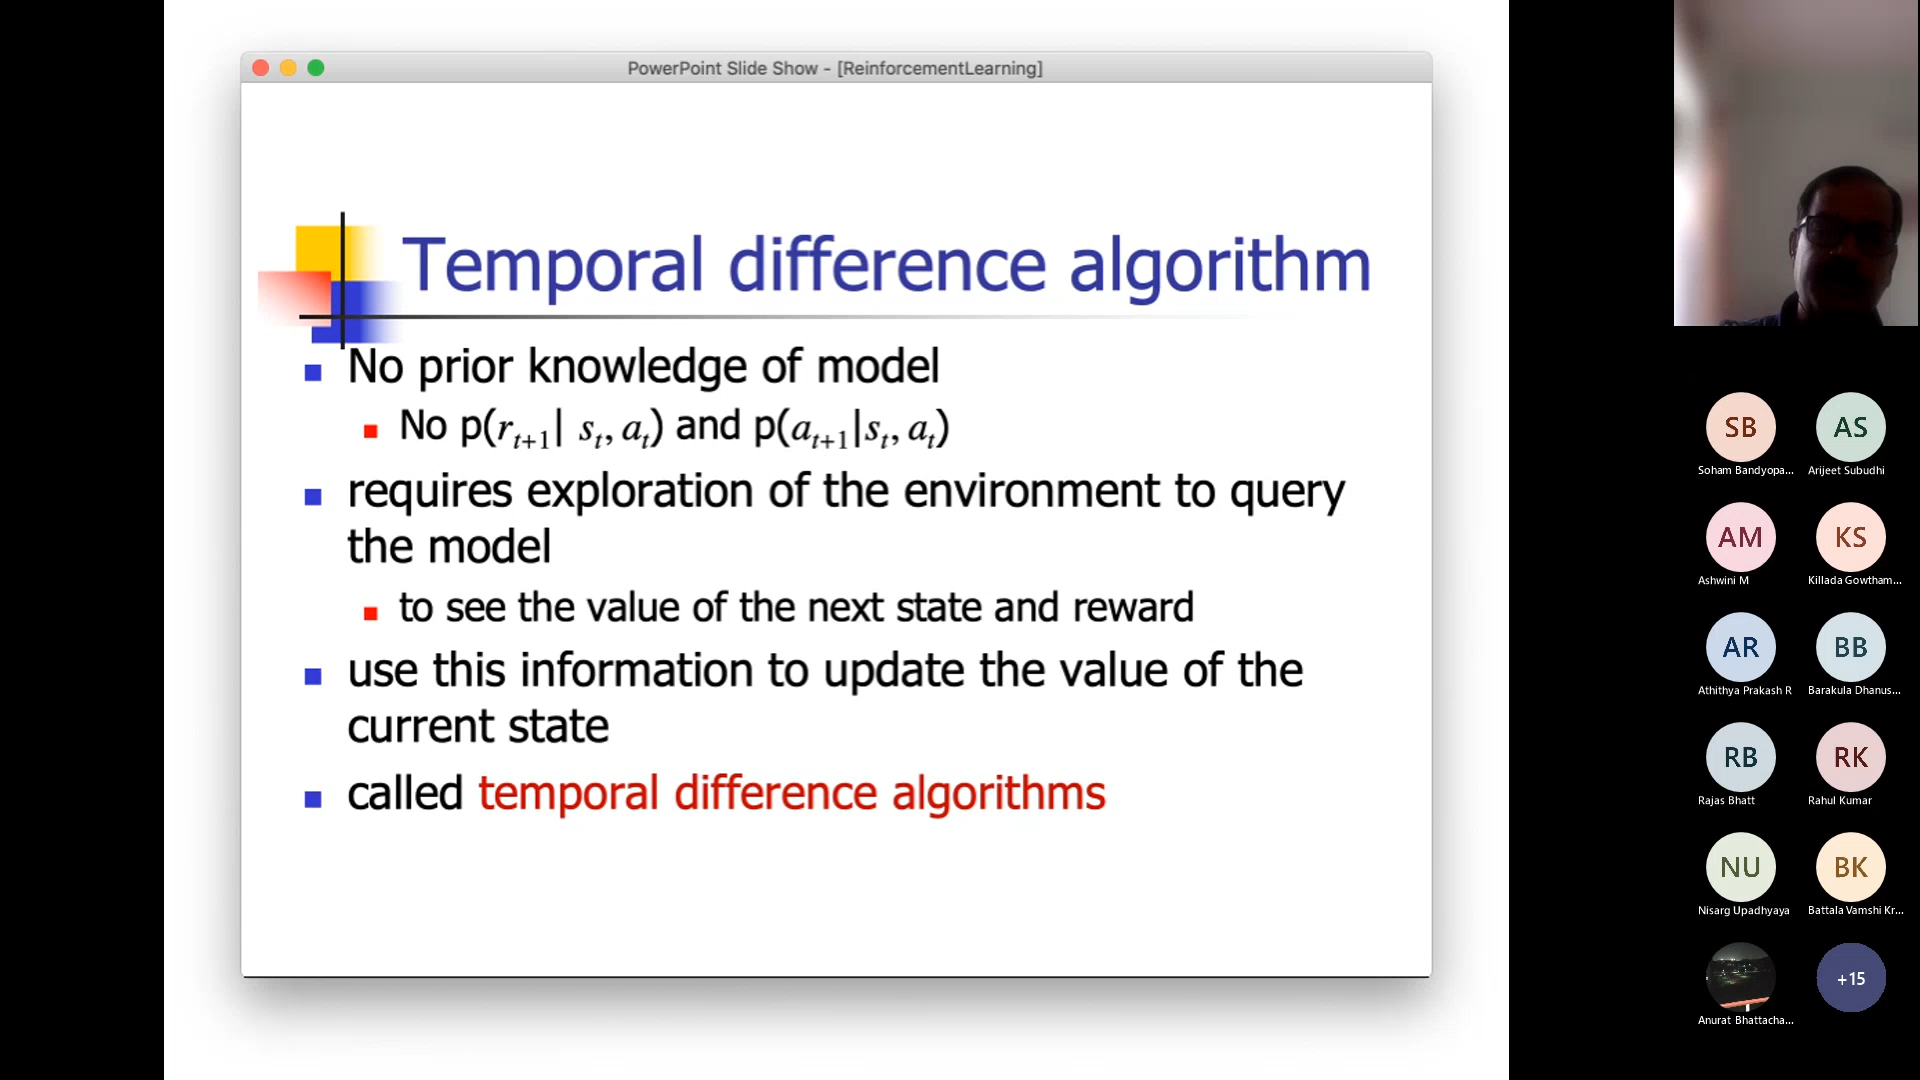 PowerPoint Slide Show - [ReinforcementLearning]
Temporal difference algorithm
No prior knowledge of model
No p(rₜ₊₁| sₜ, aₜ) and p(aₜ₊₁|sₜ, aₜ)
requires exploration of the environment to query
the model
to see the value of the next state and reward
use this information to update the value of the
current state
called temporal difference algorithms
SB AS
Soham Bandyopa... Arijeet Subudhi
AM KS
Ashwini M Killada Gowtham...
AR BB
Athithya Prakash R Barakula Dhanus...
RB RK
Rajas Bhatt Rahul Kumar
NU BK
Nisarg Upadhyaya Battala Vamshi Kr...
+15
Anurat Bhattacha...